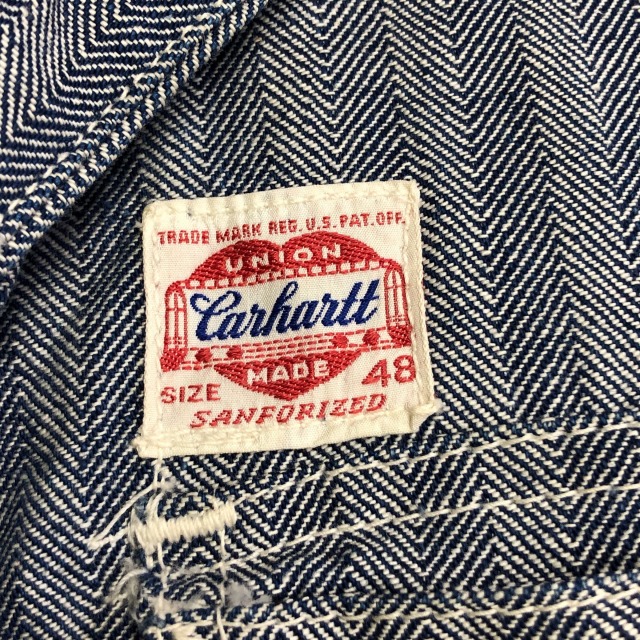 TRADE MARK REG. U.S. PAT. OFF.
UNION
Carhartt
MADE
SIZE 48
SANFORIZED